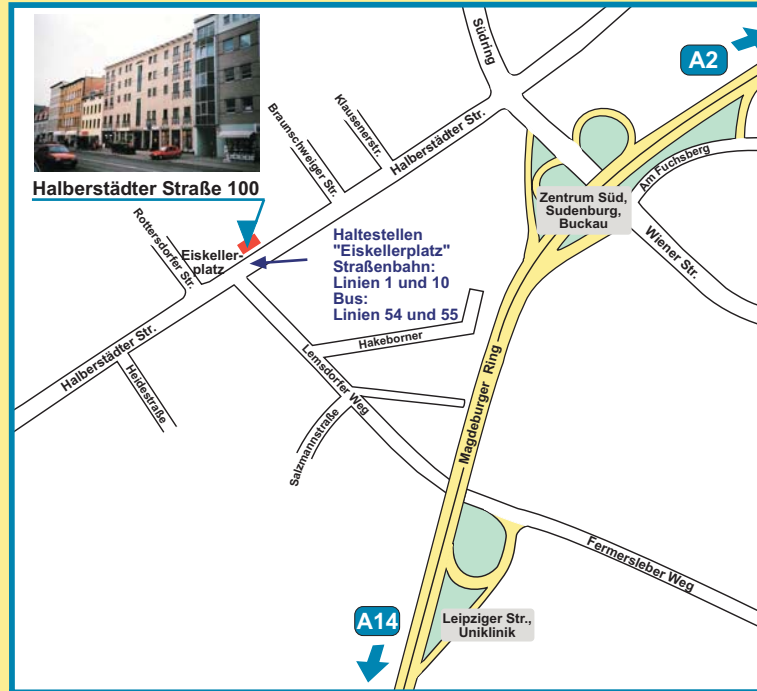 Südring
A2
Klausenerstr.
Braunschweiger Str.
Halberstädter Str.
Am Fuchsberg
Halberstädter Straße 100
Zentrum Süd,
Sudenburg,
Buckau
Rottersdorfer Str.
Eiskeller-
platz
Haltestellen
"Eiskellerplatz"
Straßenbahn:
Linien 1 und 10
Bus:
Linien 54 und 55
Wiener Str.
Hakeborner
Halberstädter Str.
Lemsdorfer Weg
Heidestraße
Magdeburger Ring
Salzmannstraße
Fermersleber Weg
A14
Leipziger Str.,
Uniklinik